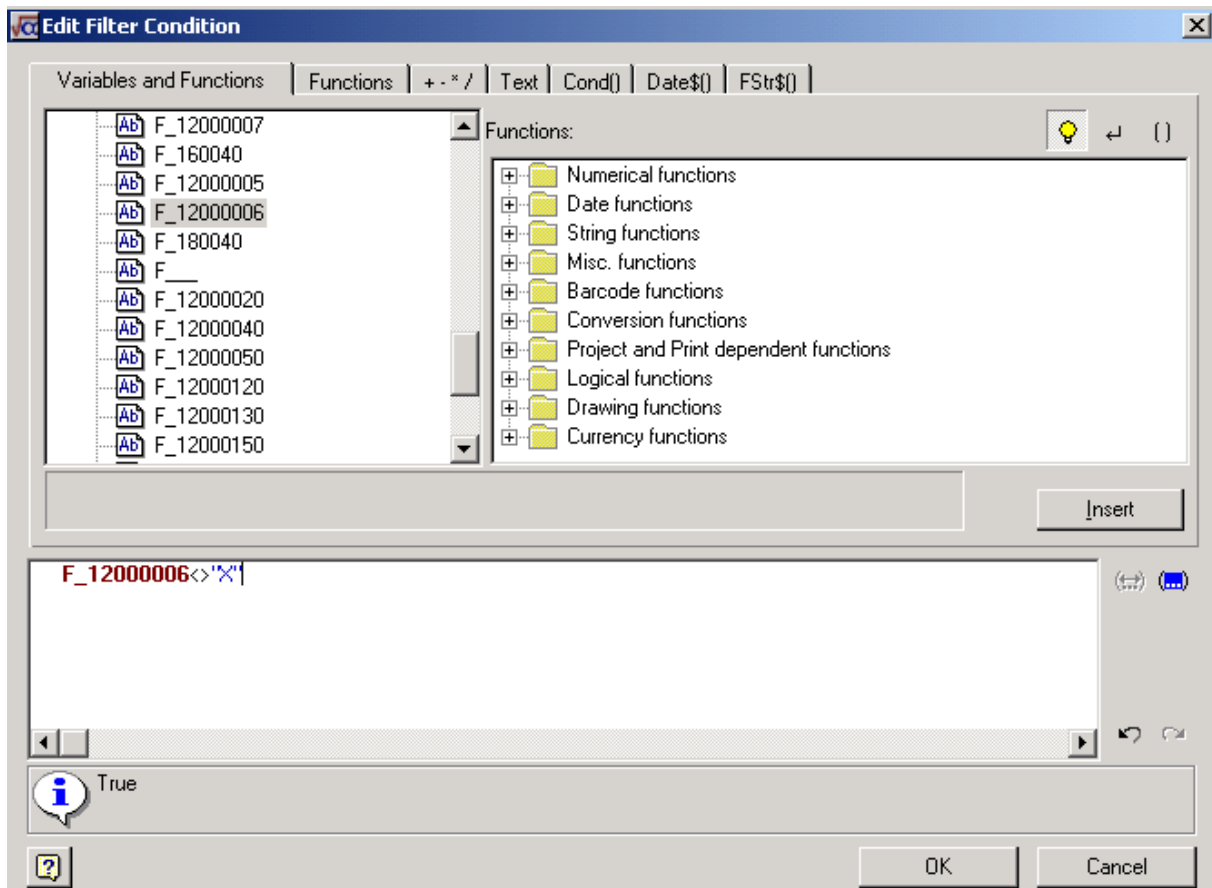 Edit Filter Condition
Variables and Functions Functions + - * / Text Cond() Date$() FStr$()
F_12000007
F_160040
F_12000005
F_12000006
F_180040
F___
F_12000020
F_12000040
F_12000050
F_12000120
F_12000130
F_12000150
Functions:
Numerical functions
Date functions
String functions
Misc. functions
Barcode functions
Conversion functions
Project and Print dependent functions
Logical functions
Drawing functions
Currency functions
Insert
F_12000006<>"X"
True
OK Cancel